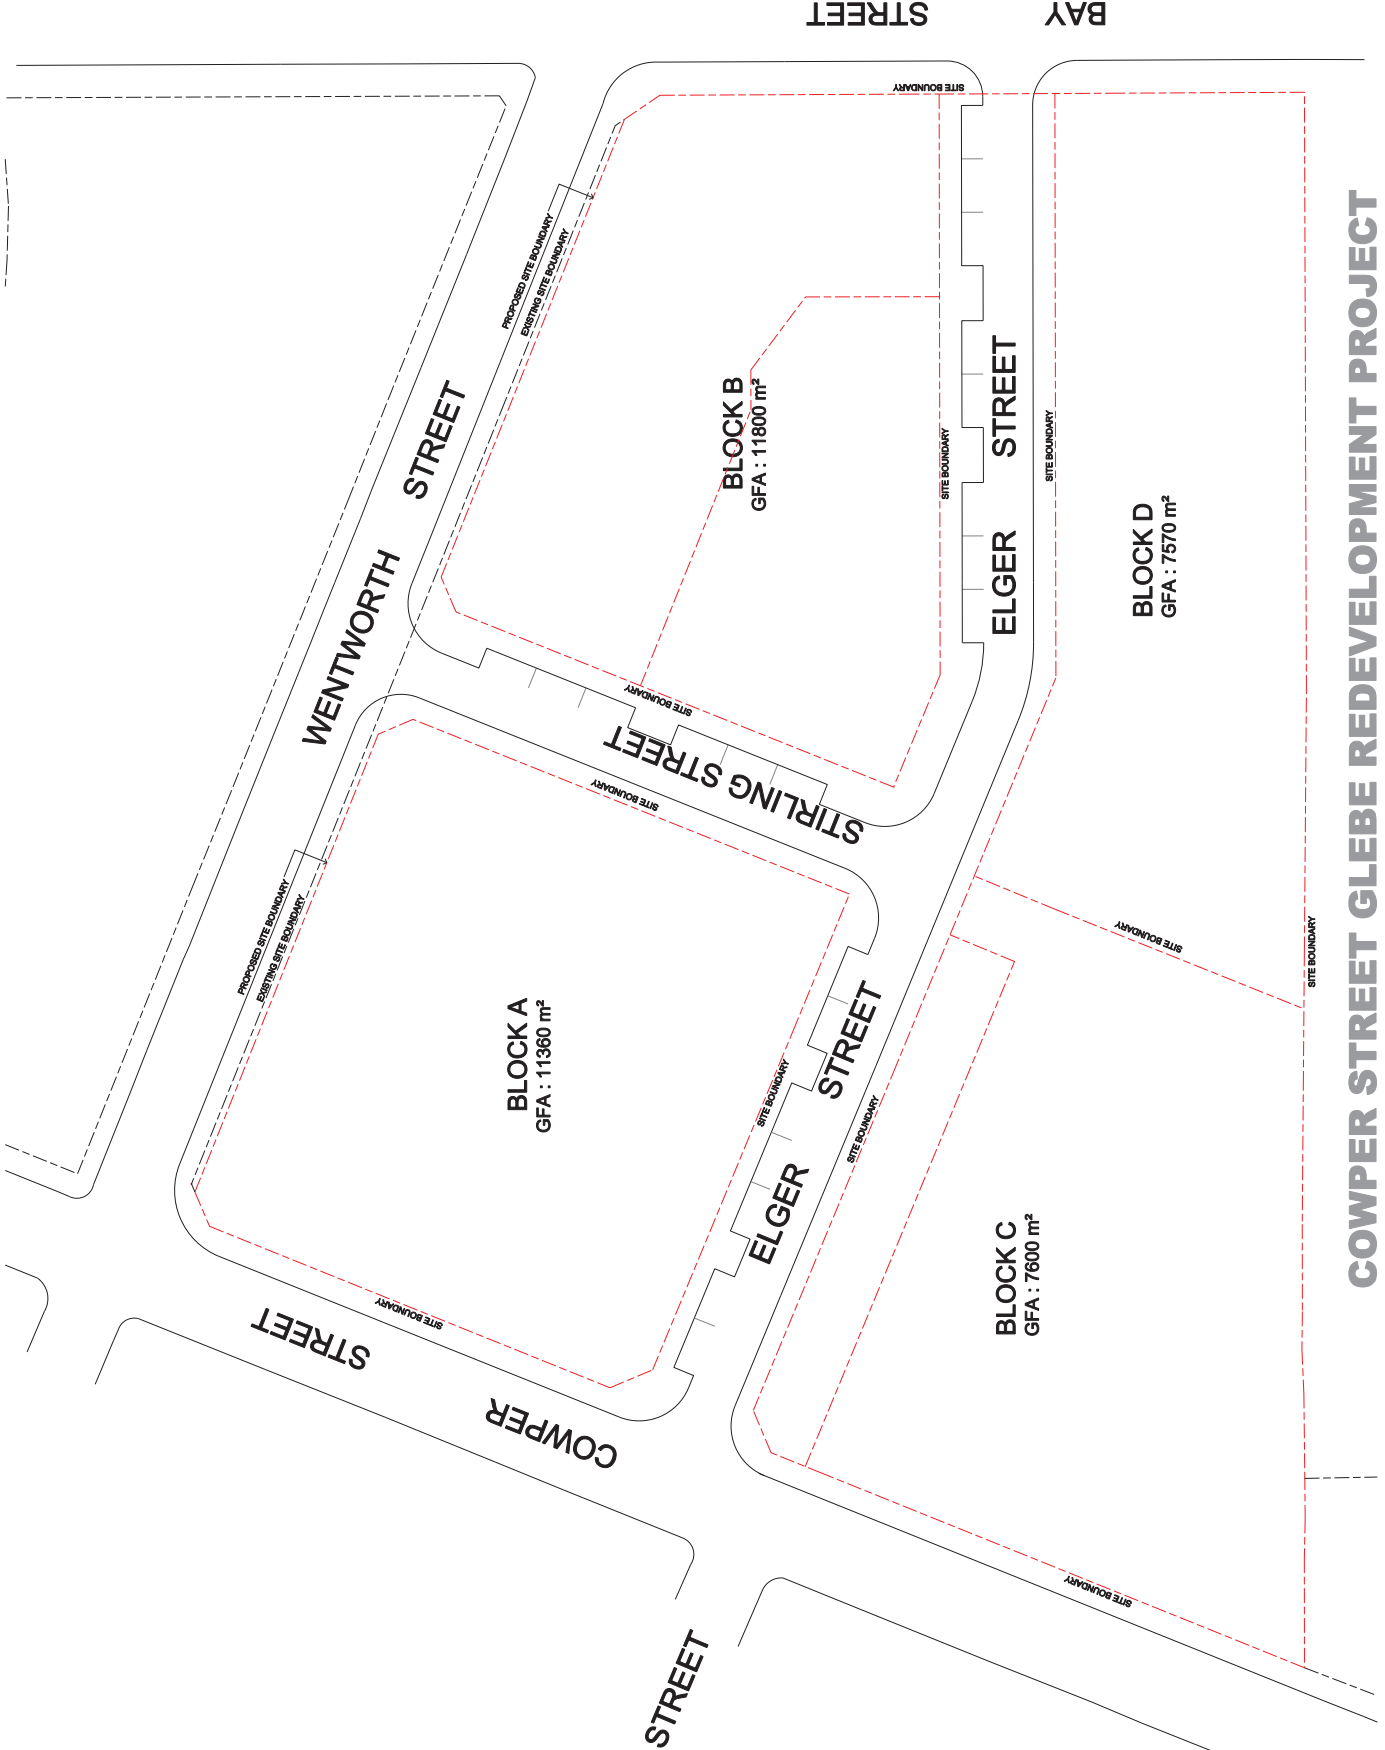 BAY
STREET
SITE BOUNDARY
PROPOSED SITE BOUNDARY
EXISTING SITE BOUNDARY
WENTWORTH
STREET
BLOCK B
GFA : 11800 m²
SITE BOUNDARY
ELGER
STREET
SITE BOUNDARY
BLOCK D
GFA : 7570 m²
SITE BOUNDARY
STIRLING STREET
SITE BOUNDARY
PROPOSED SITE BOUNDARY
EXISTING SITE BOUNDARY
BLOCK A
GFA : 11360 m²
SITE BOUNDARY
ELGER
STREET
SITE BOUNDARY
SITE BOUNDARY
SITE BOUNDARY
BLOCK C
GFA : 7600 m²
SITE BOUNDARY
COWPER
STREET
SITE BOUNDARY
STREET
COWPER STREET GLEBE REDEVELOPMENT PROJECT